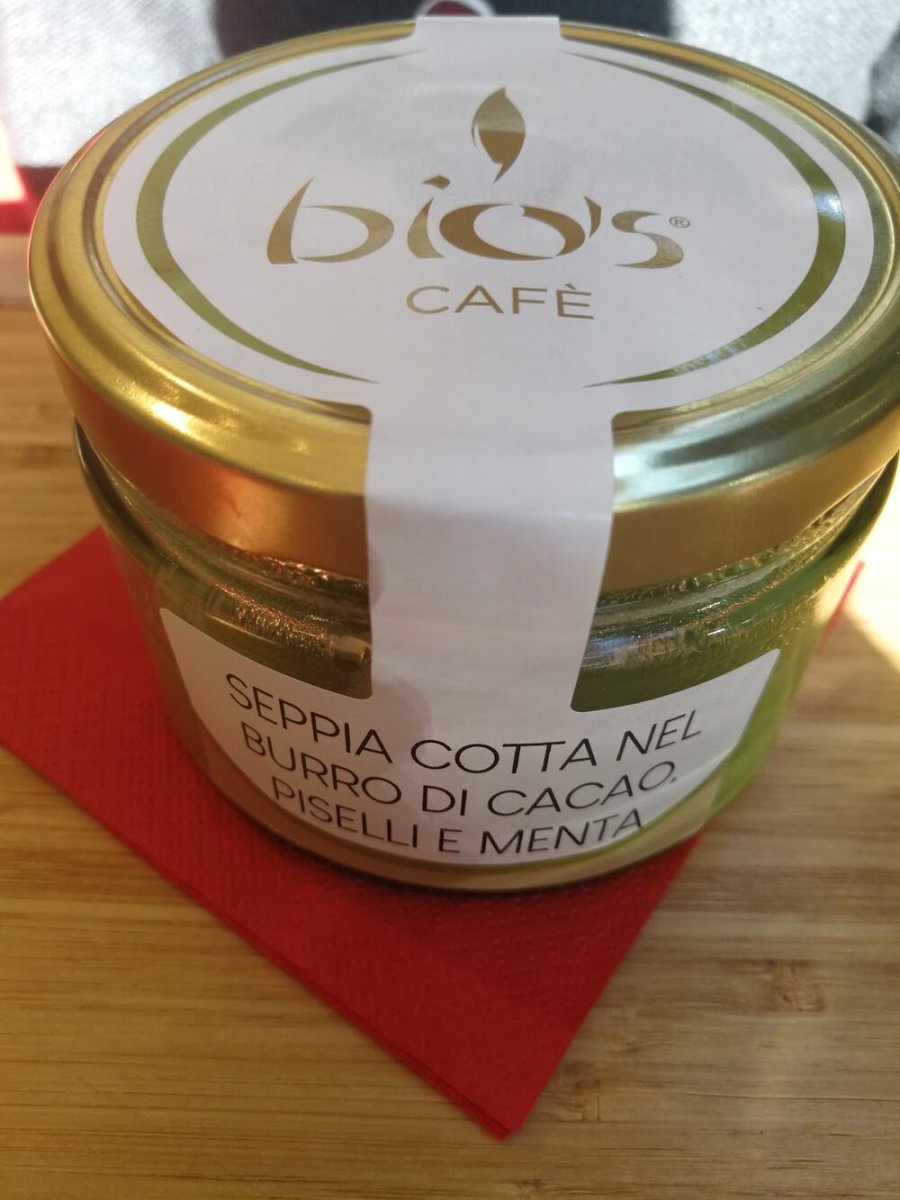 bio's®
CAFÈ
SEPPIA COTTA NEL
BURRO DI CACAO,
PISELLI E MENTA